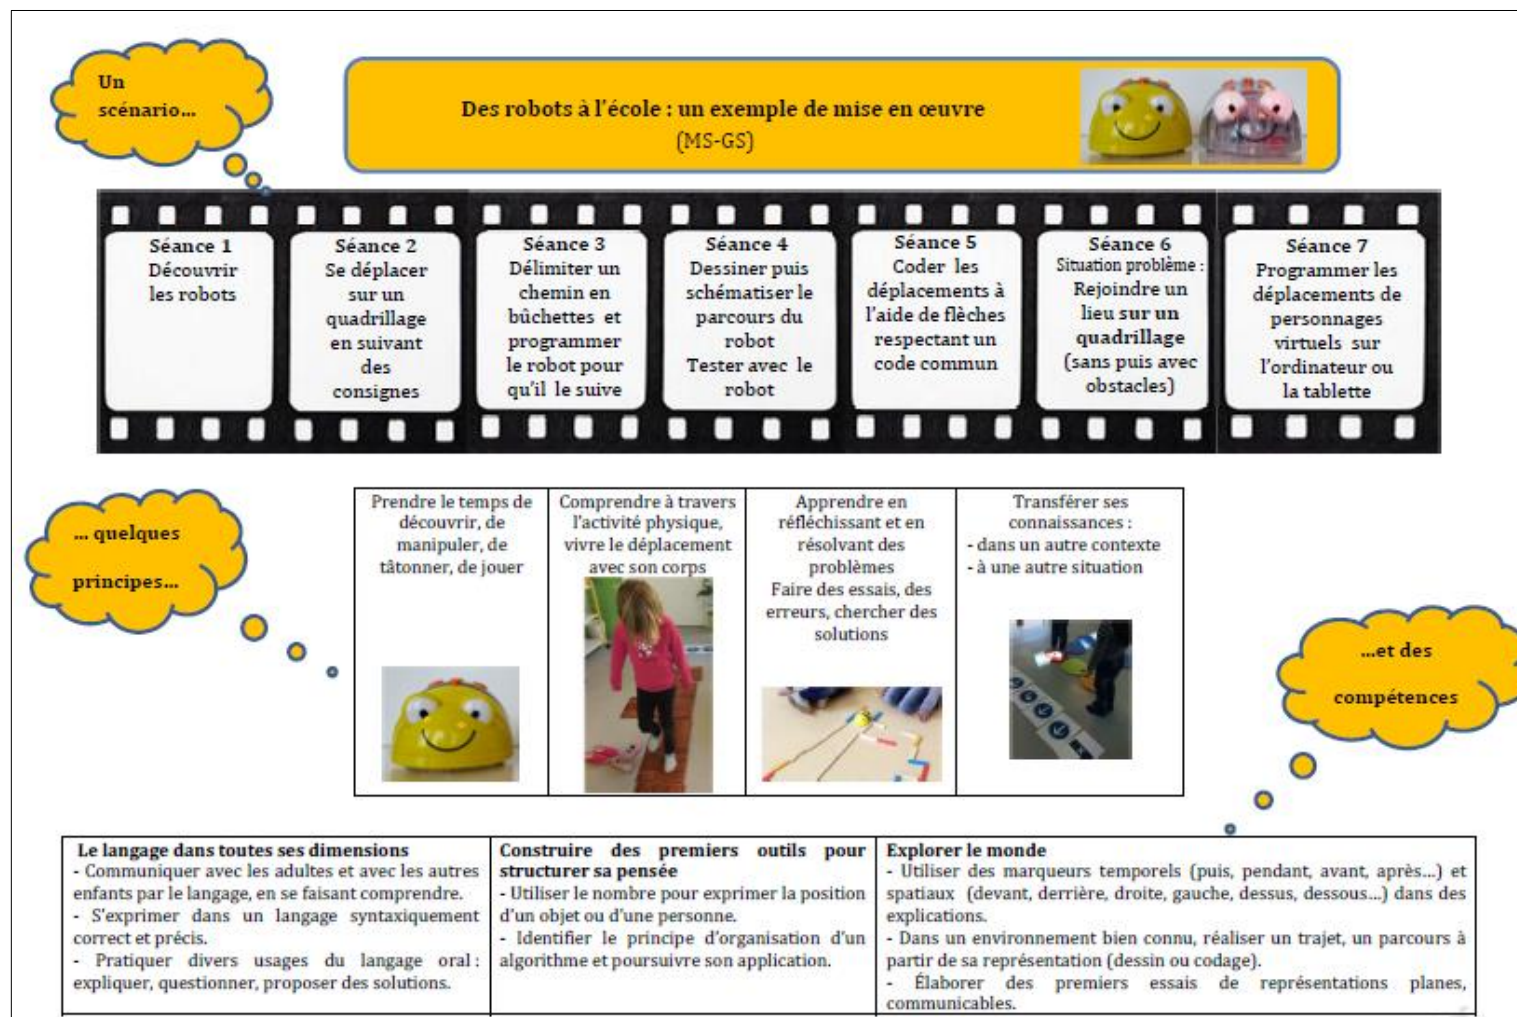 Un
scénario...
Des robots à l'école : un exemple de mise en œuvre
(MS-GS)
Séance 1
Découvrir
les robots
Séance 2
Se déplacer
sur un
quadrillage
en suivant
des
consignes
Séance 3
Délimiter un
chemin en
bûchettes et
programmer
le robot pour
qu'il le suive
Séance 4
Dessiner puis
schématiser le
parcours du
robot
Tester avec le
robot
Séance 5
Coder les
déplacements à
l'aide de flèches
respectant un
code commun
Séance 6
Situation problème :
Rejoindre un
lieu sur un
quadrillage
(sans puis avec
obstacles)
Séance 7
Programmer les
déplacements de
personnages
virtuels sur
l'ordinateur ou
la tablette
... quelques
principes...
Prendre le temps de
découvrir, de
manipuler, de
tâtonner, de jouer
Comprendre à travers
l'activité physique,
vivre le déplacement
avec son corps
Apprendre en
réfléchissant et en
résolvant des
problèmes
Faire des essais, des
erreurs, chercher des
solutions
Transférer ses
connaissances :
- dans un autre contexte
- à une autre situation
...et des
compétences
Le langage dans toutes ses dimensions
- Communiquer avec les adultes et avec les autres
enfants par le langage, en se faisant comprendre.
- S'exprimer dans un langage syntaxiquement
correct et précis.
- Pratiquer divers usages du langage oral :
expliquer, questionner, proposer des solutions.
Construire des premiers outils pour
structurer sa pensée
- Utiliser le nombre pour exprimer la position
d'un objet ou d'une personne.
- Identifier le principe d'organisation d'un
algorithme et poursuivre son application.
Explorer le monde
- Utiliser des marqueurs temporels (puis, pendant, avant, après...) et
spatiaux (devant, derrière, droite, gauche, dessus, dessous...) dans des
explications.
- Dans un environnement bien connu, réaliser un trajet, un parcours à
partir de sa représentation (dessin ou codage).
- Élaborer des premiers essais de représentations planes,
communicables.